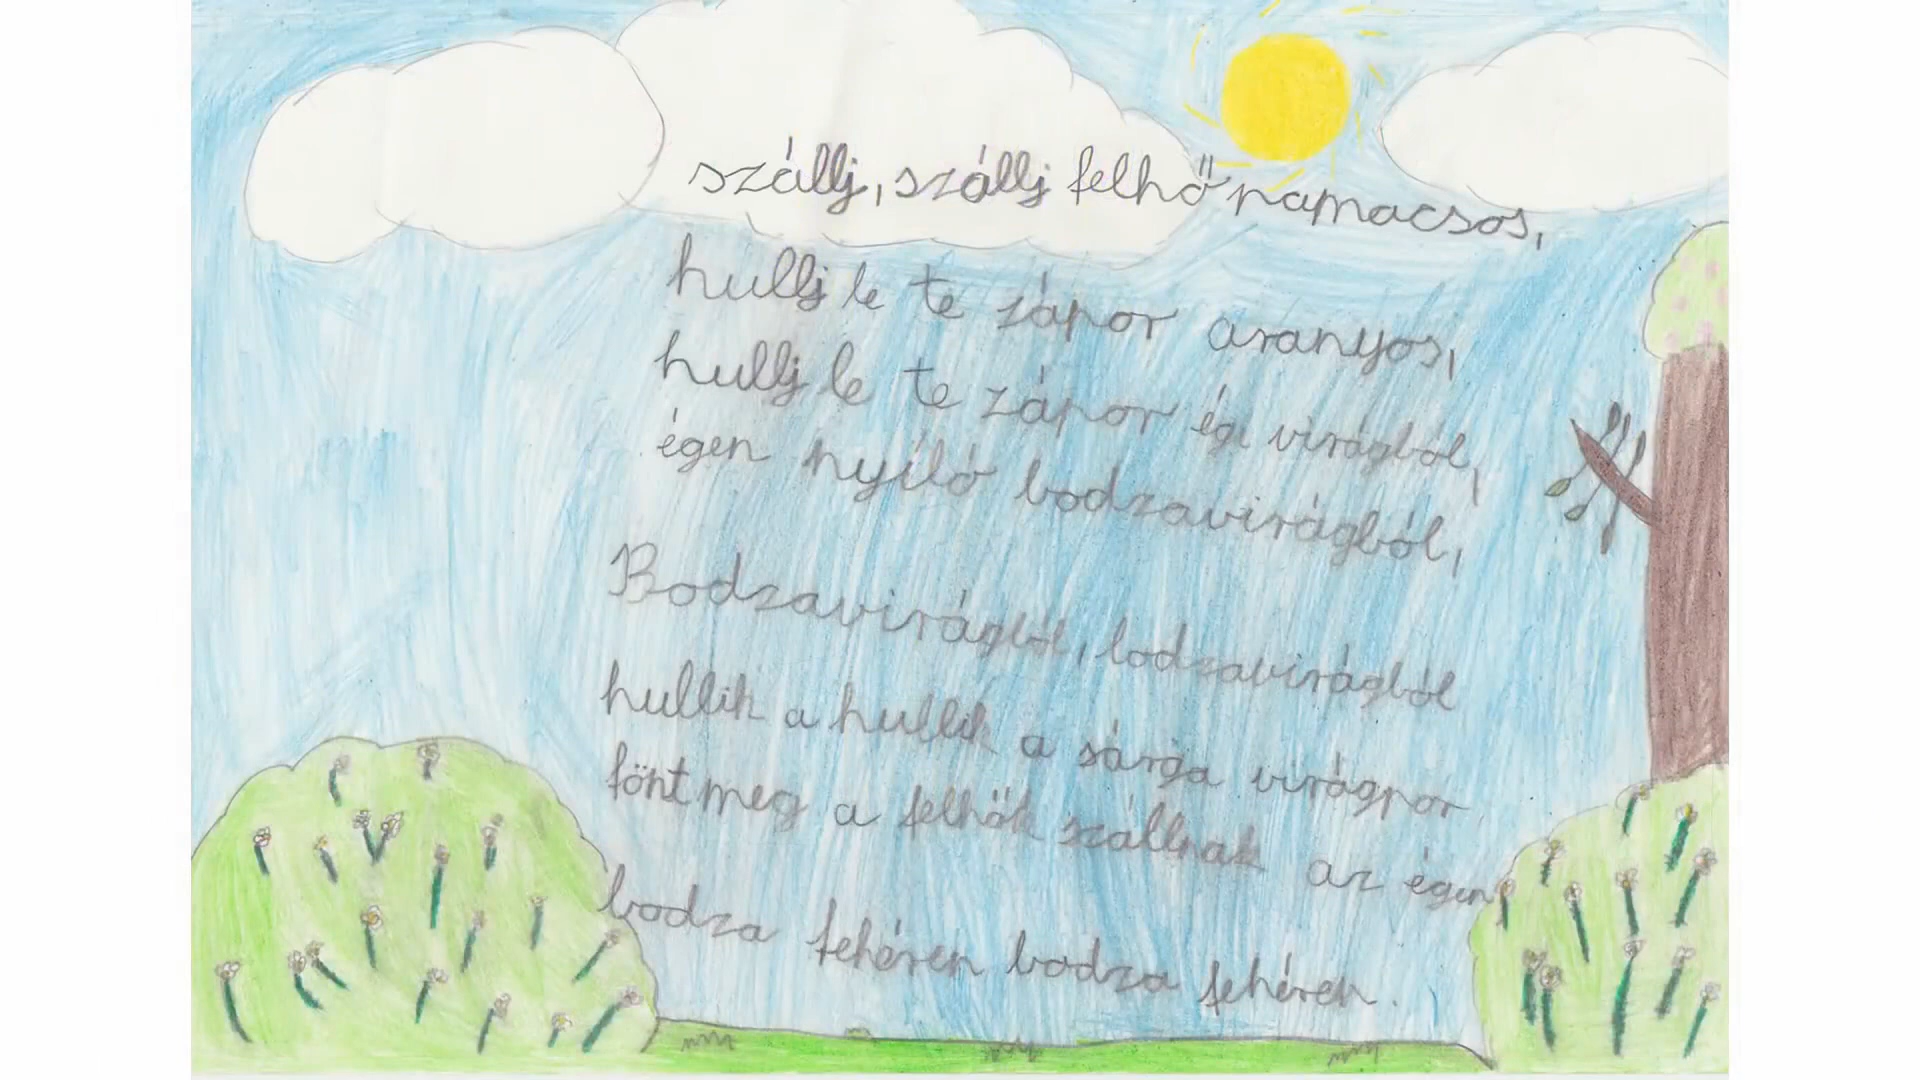 szállj, szállj felhő pamacsos,
hullj le te zápor aranyos,
hullj le te zápor égi virágból,
égen nyíló bodzavirágból,
Bodzavirágból, bodzavirágból
hullik a hullik a sárga virágpor
fönt meg a felhők szállnak az égen
bodza fehéren bodza fehéren.